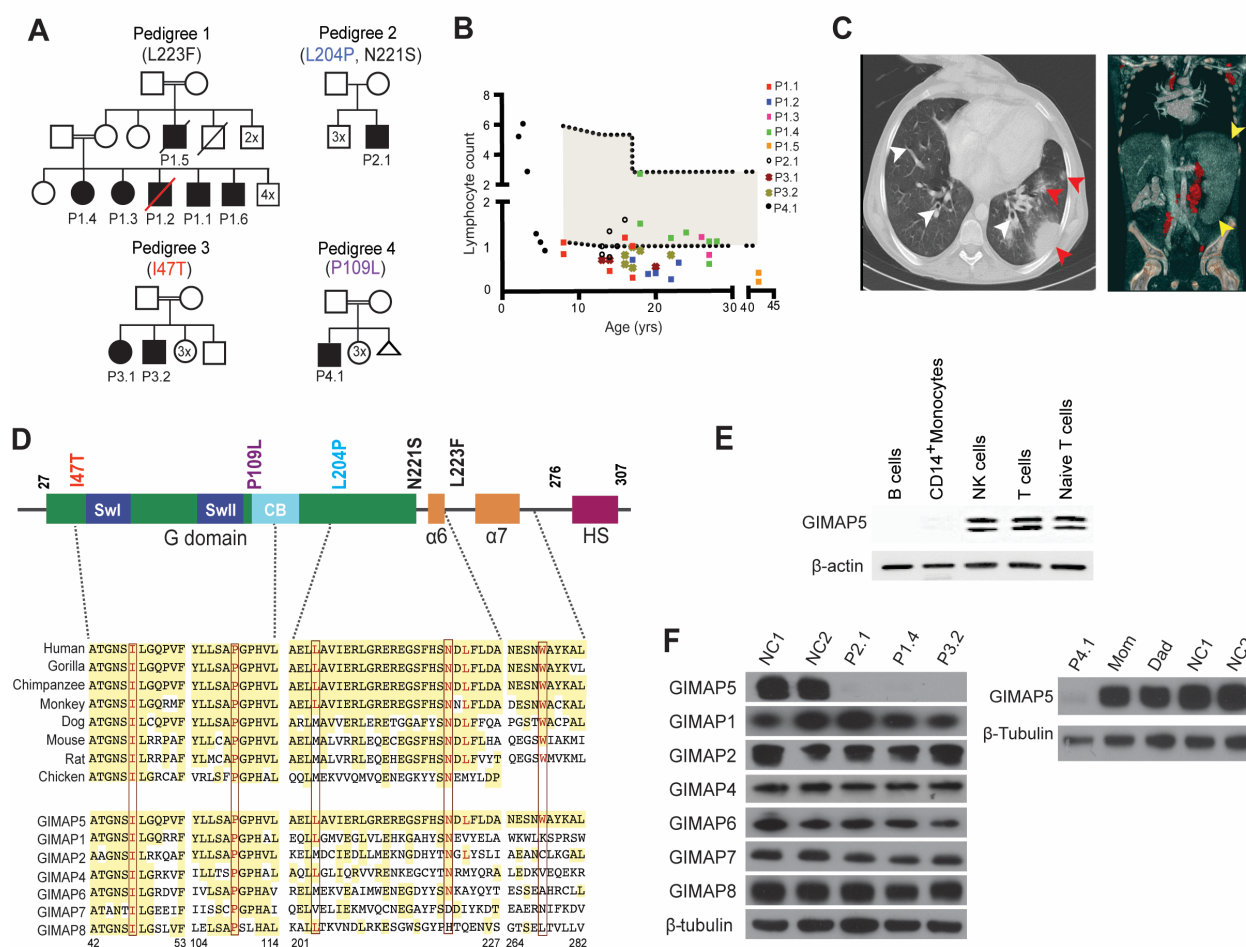 A
Pedigree 1
(L223F)
P1.5
2x
P1.4
P1.3
P1.2
P1.1
P1.6
4x
Pedigree 2
(L204P, N221S)
3x
P2.1
Pedigree 3
(I47T)
3x
P3.1
P3.2
Pedigree 4
(P109L)
3x
P4.1
B
Lymphocyte count
8
6
4
2
2
1
0
0
10
20
30
40
45
Age (yrs)
P1.1
P1.2
P1.3
P1.4
P1.5
P2.1
P3.1
P3.2
P4.1
C
D
27
I47T
P109L
L204P
N221S
L223F
276
307
SwI
SwII
CB
G domain
α6
α7
HS
Human ATGNSILGQPVF YLLSAPGPHVL AELLAVIERLGREREGSFHSNDLFLDA NESNWAYKAL
Gorilla ATGNSILGQPVF YLLSAPGPHVL AELLAVIERLGREREGSFHSNDLFLDA NESNWAYKVL
Chimpanzee ATGNSILGQPVF YLLSAPGPHVL AELLAVIERLGREREGSFHSNDLFLDA NESNWAYKAL
Monkey ATGNSILGQRMF YLLSAPGPHVL AELLAVIERLGREREGSFHSNNLFLDA NDSNWACKAL
Dog ATGNSILCQPVF YLLSAPGPHVL ARLMAVVERLERETGGAFYSNDLFFQA PGSTWACPAL
Mouse ATGNSILRRPAF YLLCAPGPHVL AELMALVRRLEQECEGSFHSNDLFLHA QEGSWIAKMI
Rat ATGNSILRRPAF YLMCAPGPHVL AELMALVRRLEQEHEGSFHSNDLFVYT QEGSWMVKML
Chicken ATGNSILGRCAF VRLSFPGPHAL QQLMEKVVQMVQENEGKYYSNEMYLDP
GIMAP5 ATGNSILGQPVF YLLSAPGPHVL AELLAVIERLGREREGSFHSNDLFLDA NESNWAYKAL
GIMAP1 ATGNSILGQRRF YLLSAPGPHVL EQLLGMVEGLVLEHKGAHYSNEVYELA WKWLKSPRSW
GIMAP2 AAGNSILRKQAF YLLSAPGPHVL KELMDCIEDLLMEKNGDHYTNGLYSLI AEANCLKGAL
GIMAP4 ATGNSILGRKVF ILLTSPGPHAL AQLLGLIQRVVRENKEGCYTNRMYQRA LEDKVFEQEM
GIMAP6 ATGNSILGRDVF IVLSAPGPHAV RELMEKVEAIMWENEGDYYSNKAYQYT ESSEAHRCLL
GIMAP7 ATANTILGEEIF IIISCPGPHAI QELVELIEKMVQCNEGAYFSDDIYKDT EAERNIFKDV
GIMAP8 ATGNSILGSLVF LELSAPSLHAL KLLTKVNDLRKESGWSGYPHTQENVS GTSELTVLLV
42 53 104 114 201 227 264 282
E
B cells
CD14+Monocytes
NK cells
T cells
Naive T cells
GIMAP5
β-actin
F
NC1 NC2 P2.1 P1.4 P3.2
GIMAP5
GIMAP1
GIMAP2
GIMAP4
GIMAP6
GIMAP7
GIMAP8
β-tubulin
P4.1 Mom Dad NC1
GIMAP5
β-Tubulin